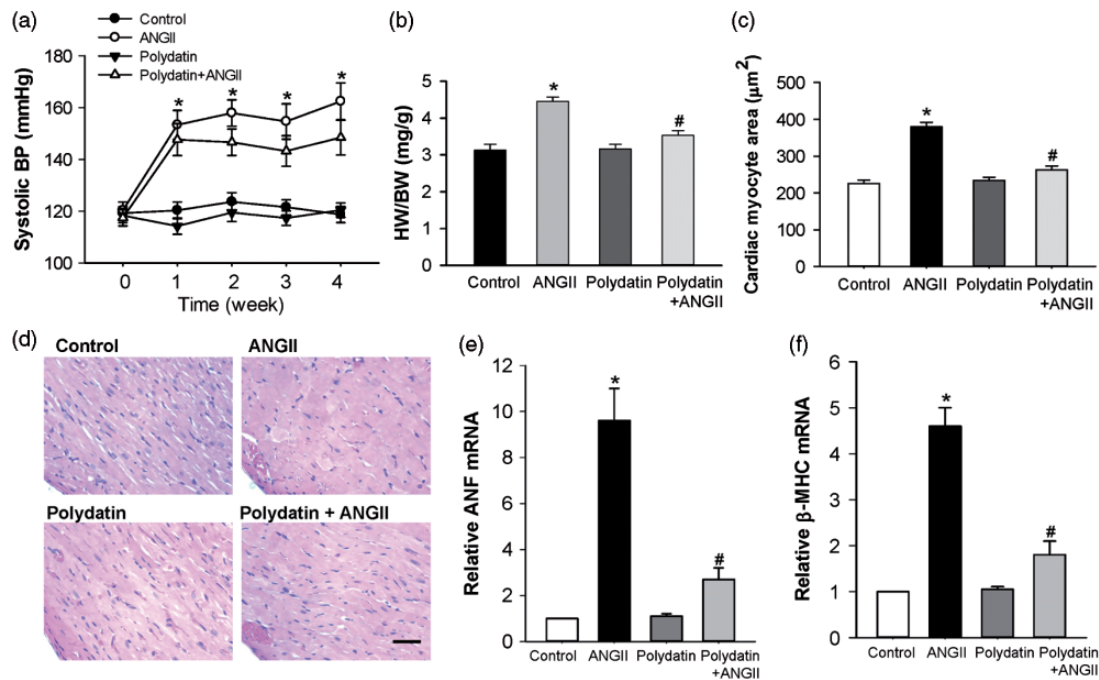 (a)
Control
ANGII
Polydatin
Polydatin+ANGII
Systolic BP (mmHg)
180
160
140
120
100
* * * *
0 1 2 3 4
Time (week)
(b)
HW/BW (mg/g)
5
4
3
2
1
0
*
#
Control ANGII Polydatin Polydatin
+ANGII
(c)
Cardiac myocyte area (μm²)
500
400
300
200
100
0
*
#
Control ANGII Polydatin Polydatin
+ANGII
(d)
Control ANGII
Polydatin Polydatin + ANGII
(e)
Relative ANF mRNA
12
10
8
6
4
2
0
*
#
Control ANGII Polydatin Polydatin
+ANGII
(f)
Relative β-MHC mRNA
6
5
4
3
2
1
0
*
#
Control ANGII Polydatin Polydatin
+ANGII